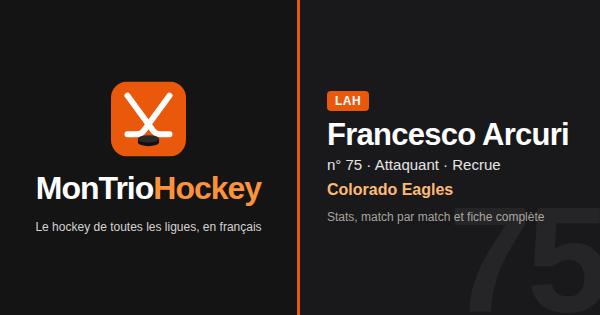 MonTrioHockey
Le hockey de toutes les ligues, en français
LAH
Francesco Arcuri
n° 75 · Attaquant · Recrue
Colorado Eagles
Stats, match par match et fiche complète
75